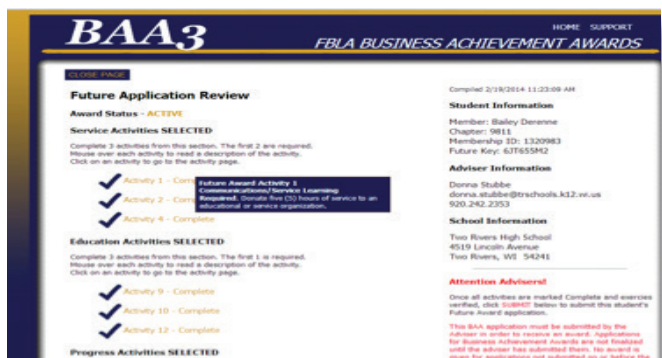 BAA3
HOME SUPPORT
FBLA BUSINESS ACHIEVEMENT AWARDS
CLOSE PAGE
Future Application Review
Award Status - ACTIVE
Service Activities SELECTED
Complete 3 activities from this section. The first 2 are required.
Mouse over each activity to read a description of the activity.
Click on an activity to go to the activity page.
Activity 1 - Comp
Future Award Activity 1
Communications/Service Learning
Required. Donate five (5) hours of service to an
educational or service organization.
Activity 2 - Com
Activity 4 - Complete
Education Activities SELECTED
Complete 3 activities from this section. The first 1 is required.
Mouse over each activity to read a description of the activity.
Click on an activity to go to the activity page.
Activity 9 - Complete
Activity 10 - Complete
Activity 12 - Complete
Progress Activities SELECTED
Compiled 2/19/2014 11:23:09 AM
Student Information
Member: Bailey Derenne
Chapter: 9811
Membership ID: 1320983
Future Key: 6JT655M2
Adviser Information
Donna Stubbe
donna.stubbe@trschools.k12.wi.us
920.242.2353
School Information
Two Rivers High School
4519 Lincoln Avenue
Two Rivers, WI 54241
Attention Advisers!
Once all activities are marked Complete and exercises
verified, click SUBMIT below to submit this student's
Future Award application.
This BAA application must be submitted by the
Adviser in order to receive an award. Applications
for Business Achievement Awards are not finalized
until the adviser has submitted them. No award is
given for applications not submitted on or before the